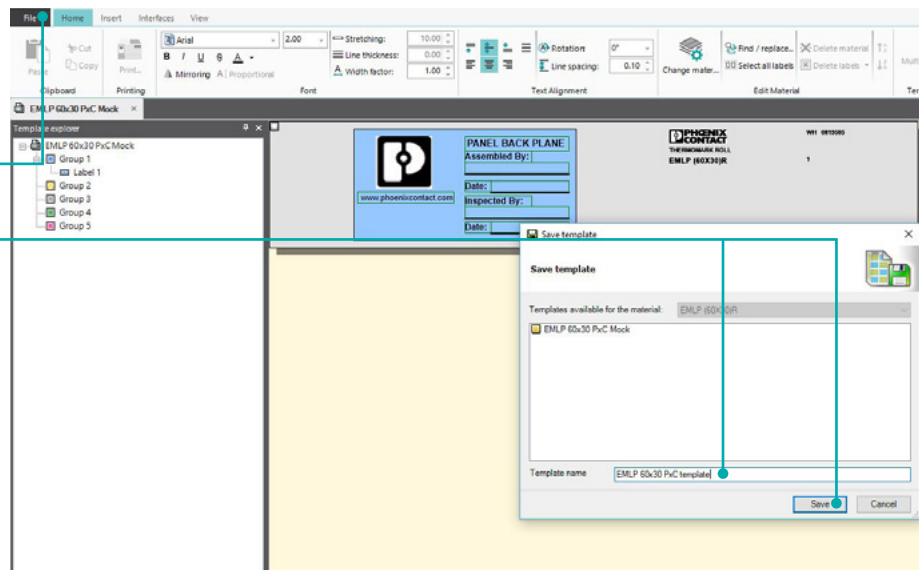 File Home Insert Interfaces View
Paste Cut Copy
Print...
Arial 2.00
B I U
Mirroring Proportional
Stretching: 10.00
Line thickness: 0.00
Width factor: 1.00
Rotation 0°
Line spacing: 0.10
Change mater...
Find / replace... Delete material
Select all labels Delete labels
Clipboard Printing Font Text Alignment Edit Material
EMLP 60x30 PxC Mock
Template explorer
EMLP 60x30 PxC Mock
Group 1
Label 1
Group 2
Group 3
Group 4
Group 5
www.phoenixcontact.com
PANEL BACK PLANE
Assembled By:
Date:
Inspected By:
Date:
PHOENIX
CONTACT
THERMOMARK ROLL
EMLP (60X30)R
1
Save template
Save template
Templates available for the material: EMLP (60X30)R
EMLP 60x30 PxC Mock
Template name EMLP 60x30 PxC template
Save Cancel